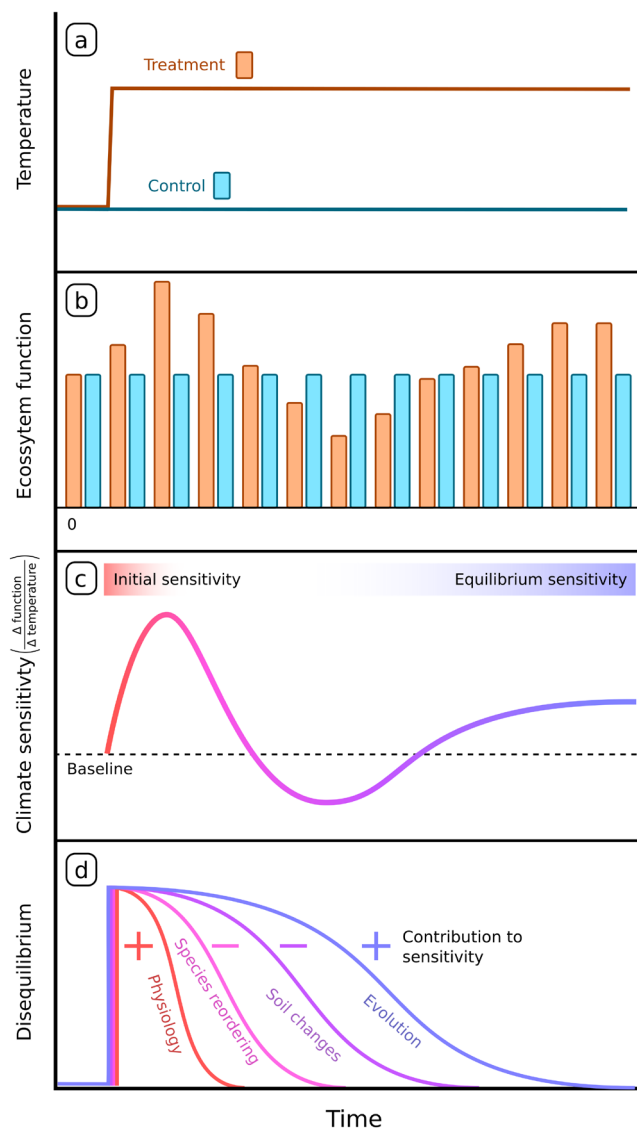 a
Temperature
Treatment
Control
b
Ecossytem function
0
c
Climate sensiitivty (Δ function / Δ temperature)
Initial sensitivity
Equilibrium sensitivity
Baseline
d
Disequilibrium
+ − − + Contribution to
sensitivity
Physiology
Species reordering
Soil changes
Evolution
Time